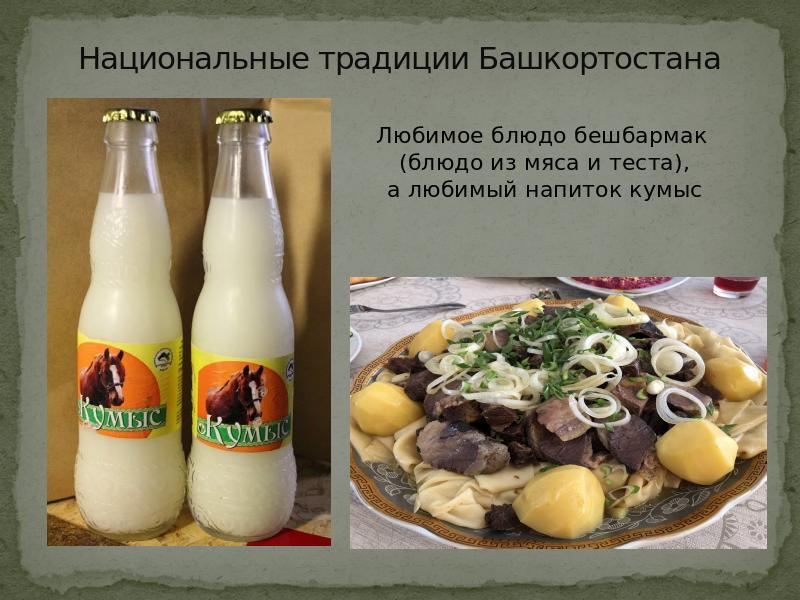 Национальные традиции Башкортостана
Любимое блюдо бешбармак
(блюдо из мяса и теста),
а любимый напиток кумыс
Кумыс
Кумыс